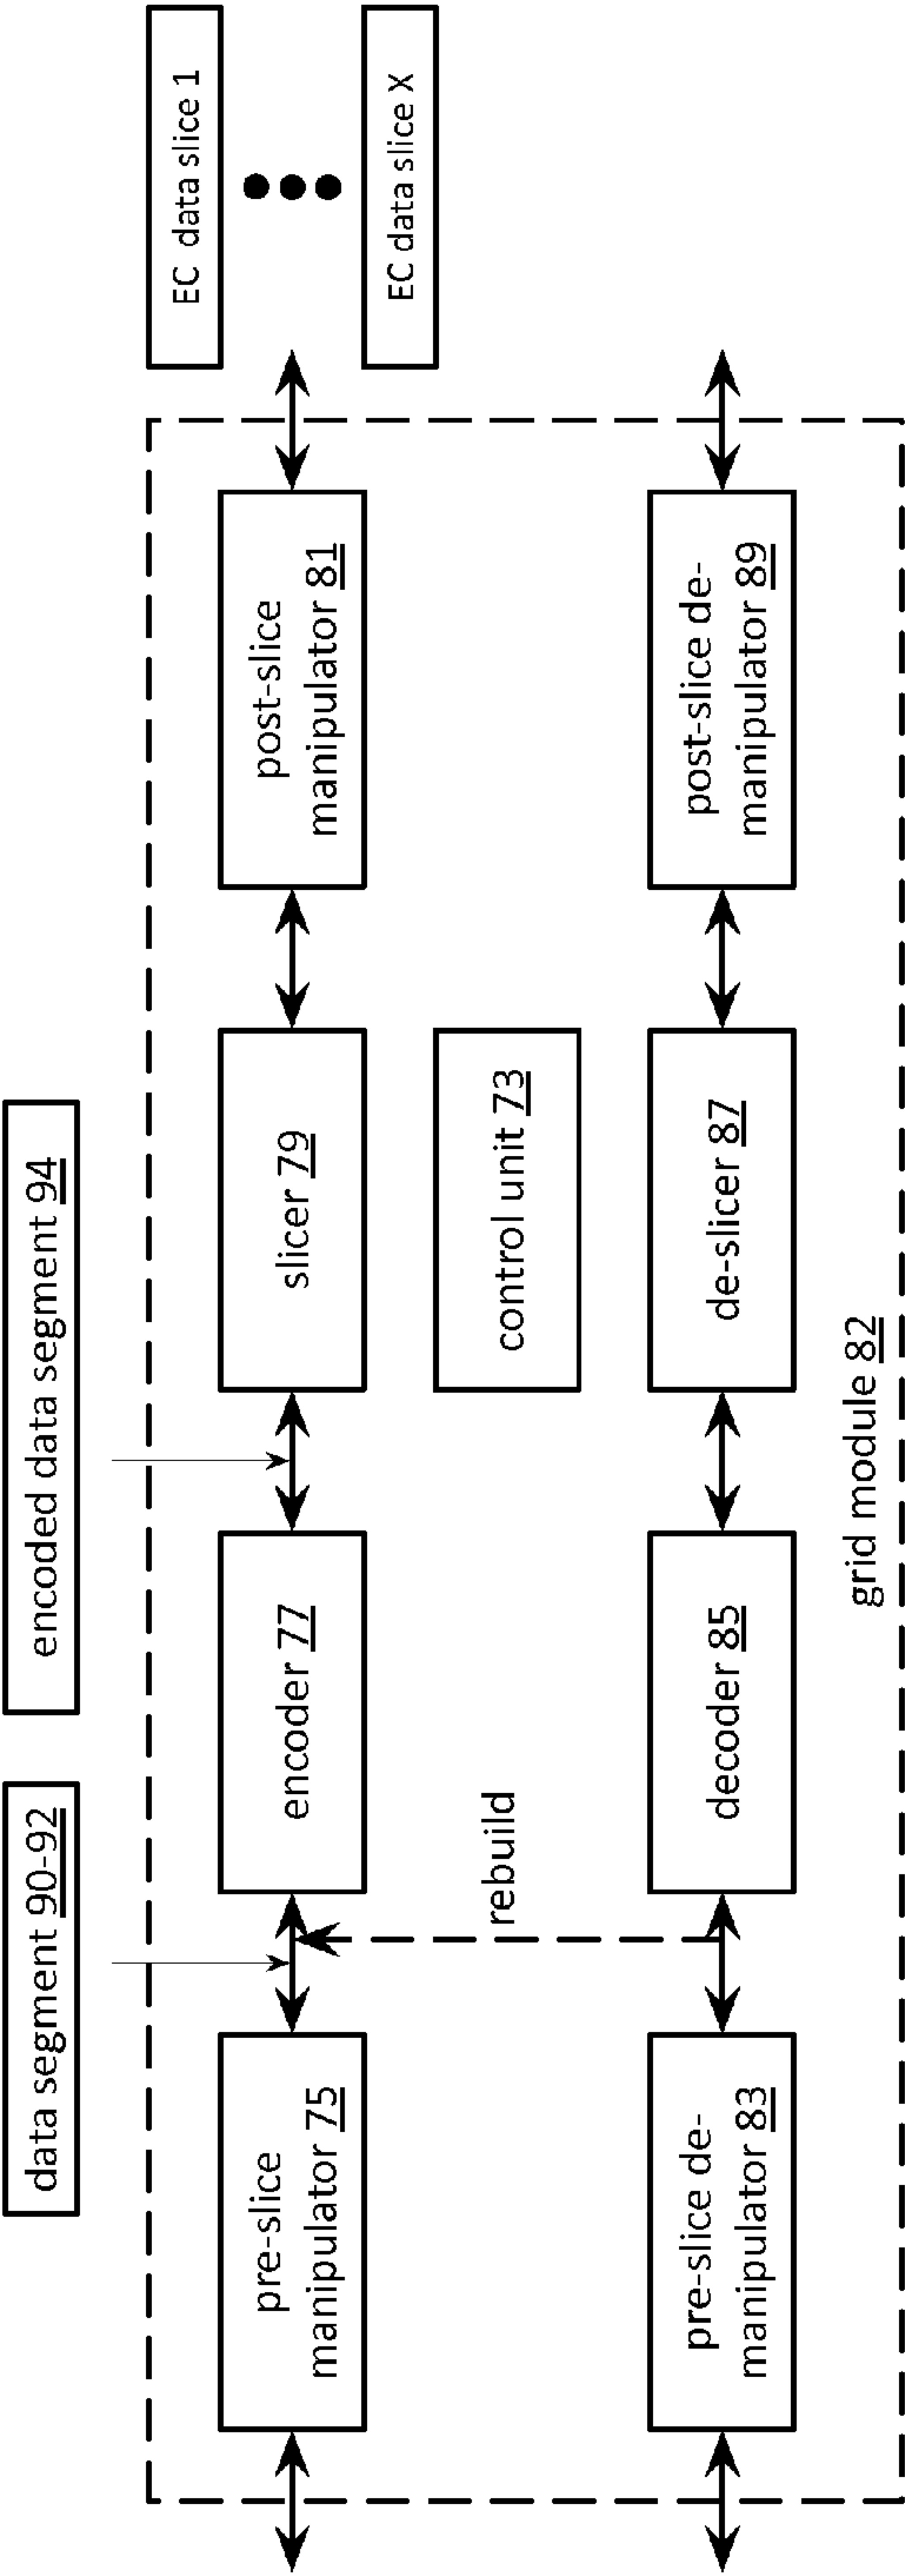 data segment 90-92
encoded data segment 94
EC  data slice 1
EC data slice X
pre-slice
manipulator 75
encoder 77
slicer 79
post-slice
manipulator 81
rebuild
control unit 73
pre-slice de-
manipulator 83
decoder 85
de-slicer 87
post-slice de-
manipulator 89
grid module 82